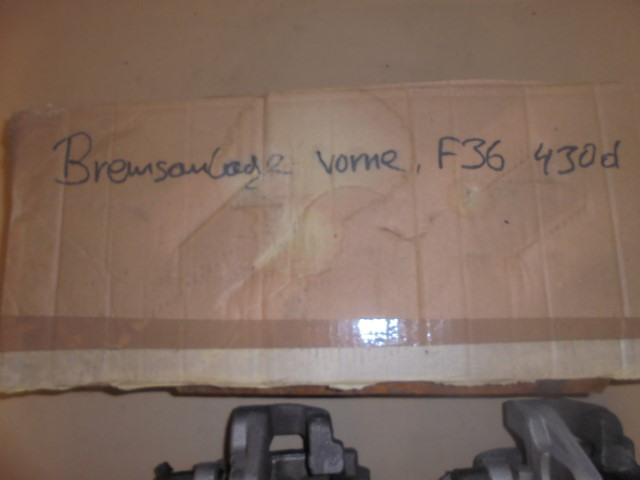 Bremsanlage vorne, F36 430d